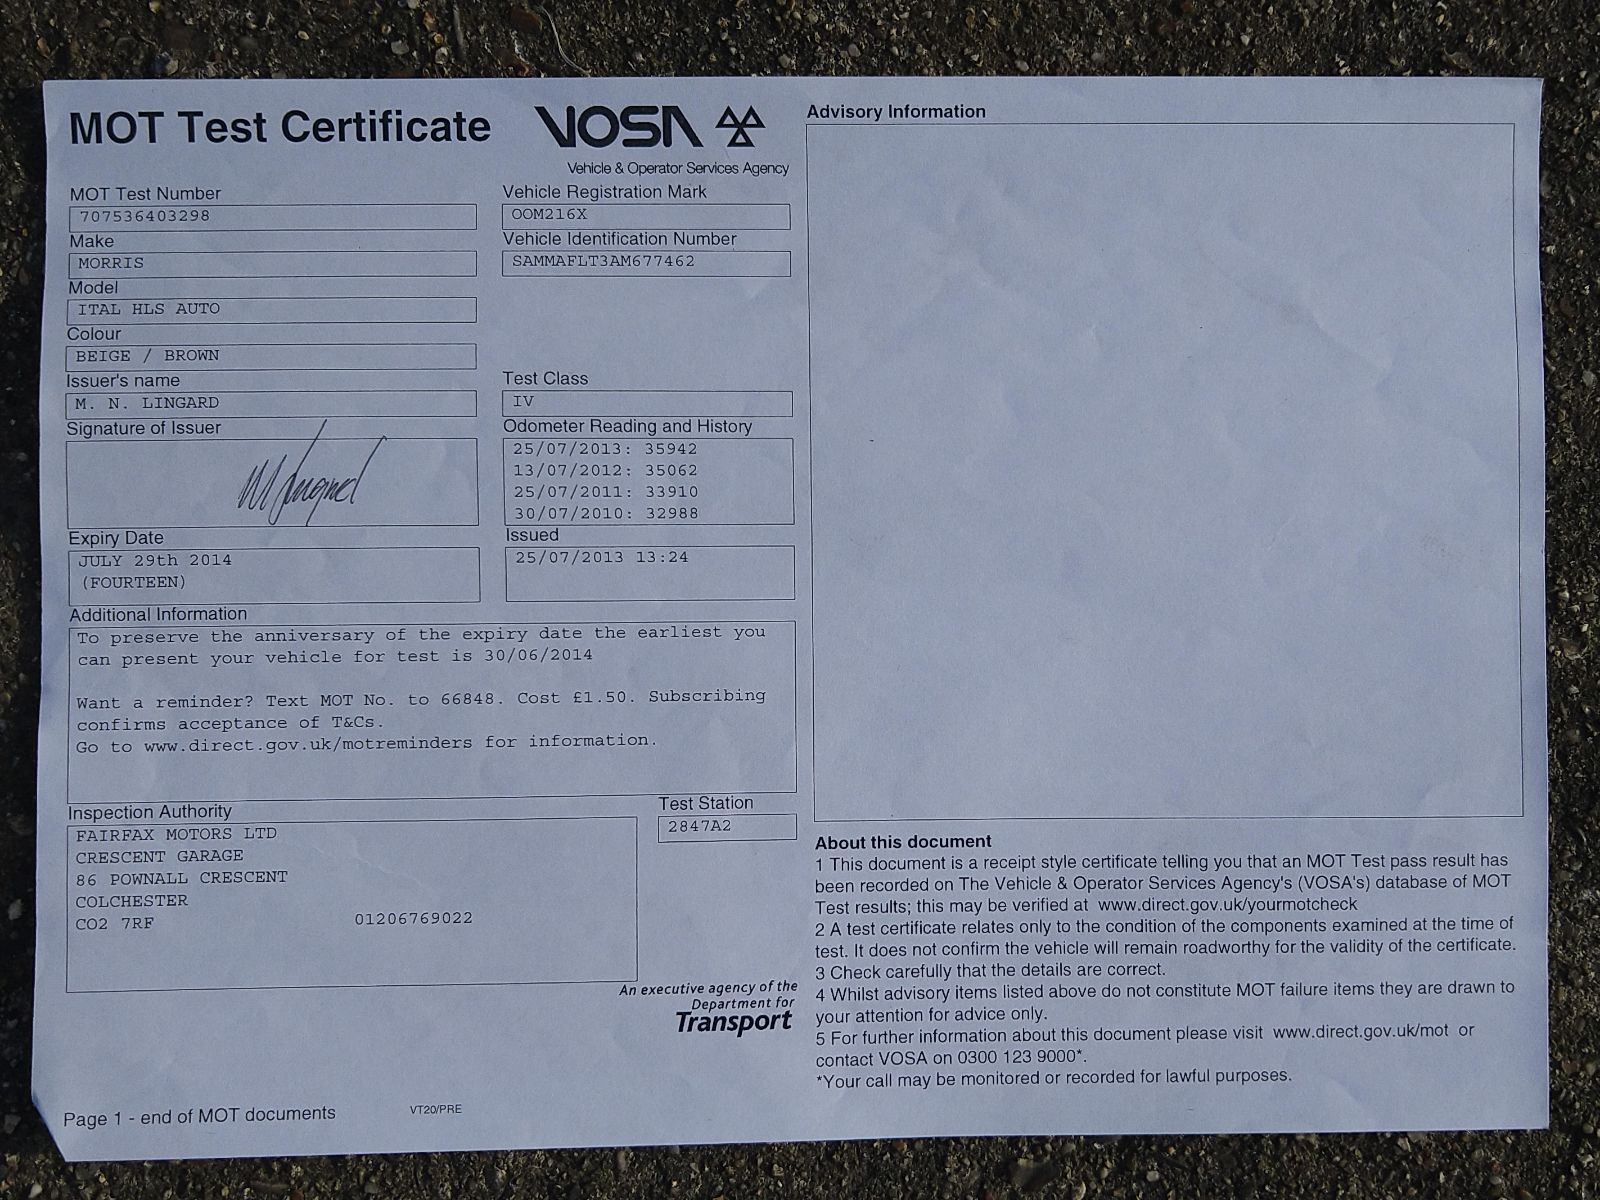 MOT Test Certificate
VOSA
Vehicle & Operator Services Agency
MOT Test Number
707536403298
Vehicle Registration Mark
OOM216X
Make
MORRIS
Vehicle Identification Number
SAMMAFLT3AM677462
Model
ITAL HLS AUTO
Colour
BEIGE / BROWN
Issuer's name
M. N. LINGARD
Test Class
IV
Signature of Issuer
Odometer Reading and History
25/07/2013: 35942
13/07/2012: 35062
25/07/2011: 33910
30/07/2010: 32988
Expiry Date
JULY 29th 2014
(FOURTEEN)
Issued
25/07/2013 13:24
Additional Information
To preserve the anniversary of the expiry date the earliest you
can present your vehicle for test is 30/06/2014
Want a reminder? Text MOT No. to 66848. Cost £1.50. Subscribing
confirms acceptance of T&Cs.
Go to www.direct.gov.uk/motreminders for information.
Inspection Authority
FAIRFAX MOTORS LTD
CRESCENT GARAGE
86 POWNALL CRESCENT
COLCHESTER
CO2 7RF 01206769022
Test Station
2847A2
An executive agency of the
Department for
Transport
Page 1 - end of MOT documents
VT20/PRE
Advisory Information
About this document
1 This document is a receipt style certificate telling you that an MOT Test pass result has
been recorded on The Vehicle & Operator Services Agency's (VOSA's) database of MOT
Test results; this may be verified at www.direct.gov.uk/yourmotcheck
2 A test certificate relates only to the condition of the components examined at the time of
test. It does not confirm the vehicle will remain roadworthy for the validity of the certificate.
3 Check carefully that the details are correct.
4 Whilst advisory items listed above do not constitute MOT failure items they are drawn to
your attention for advice only.
5 For further information about this document please visit www.direct.gov.uk/mot or
contact VOSA on 0300 123 9000*.
*Your call may be monitored or recorded for lawful purposes.